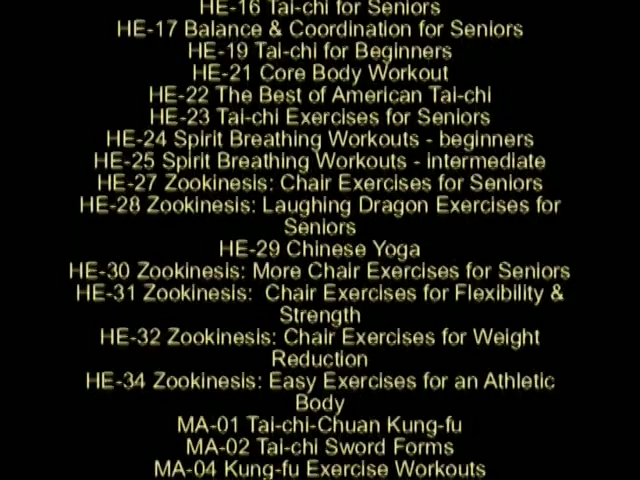 HE-16 Tai-chi for Seniors
HE-17 Balance & Coordination for Seniors
HE-19 Tai-chi for Beginners
HE-21 Core Body Workout
HE-22 The Best of American Tai-chi
HE-23 Tai-chi Exercises for Seniors
HE-24 Spirit Breathing Workouts - beginners
HE-25 Spirit Breathing Workouts - intermediate
HE-27 Zookinesis: Chair Exercises for Seniors
HE-28 Zookinesis: Laughing Dragon Exercises for
Seniors
HE-29 Chinese Yoga
HE-30 Zookinesis: More Chair Exercises for Seniors
HE-31 Zookinesis:  Chair Exercises for Flexibility &
Strength
HE-32 Zookinesis: Chair Exercises for Weight
Reduction
HE-34 Zookinesis: Easy Exercises for an Athletic
Body
MA-01 Tai-chi-Chuan Kung-fu
MA-02 Tai-chi Sword Forms
MA-04 Kung-fu Exercise Workouts